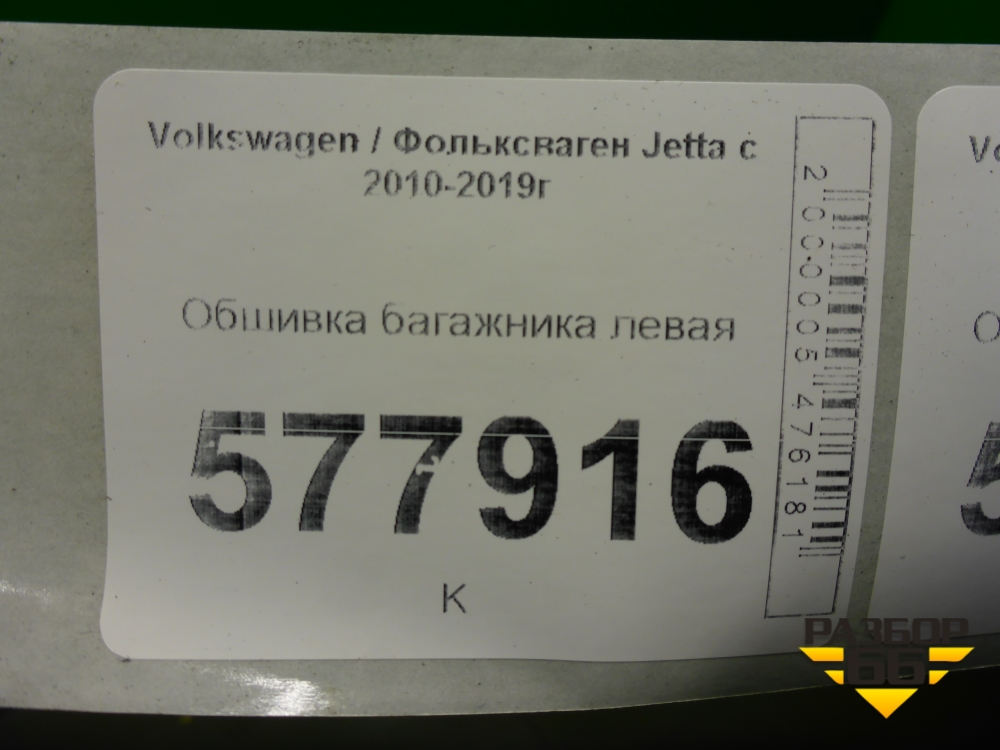 Volkswagen / Фольксваген Jetta с
2010-2019г
Обшивка багажника левая
577916
К
2000005476181
РАЗБОР
66